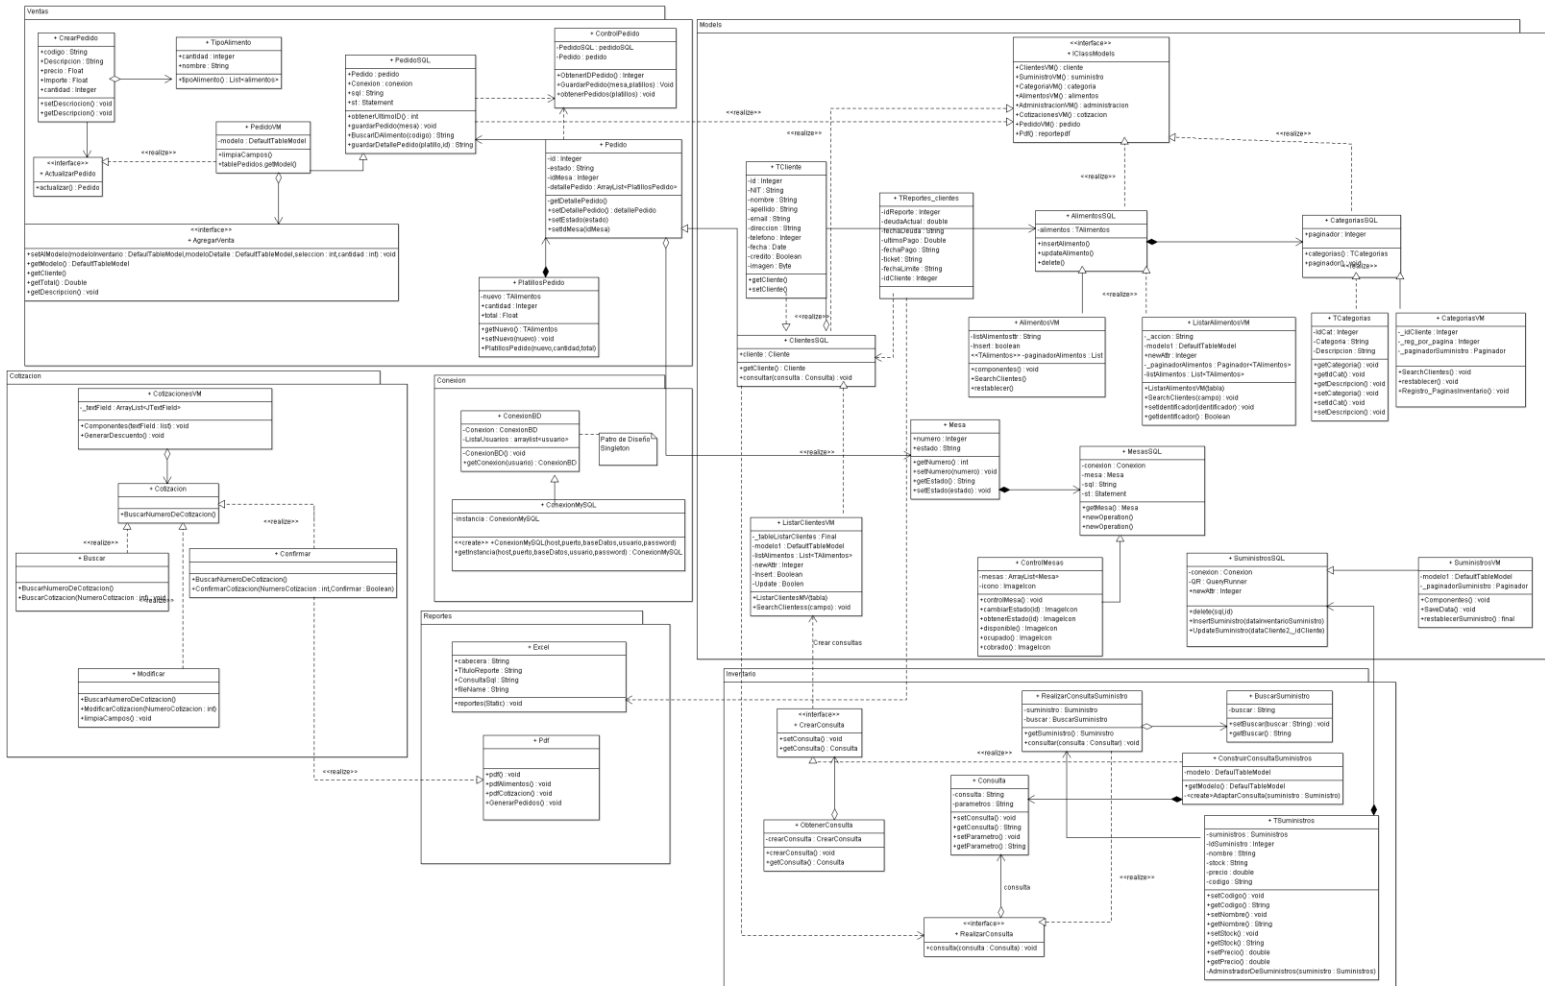 Ventas
+ CrearPedido
+codigo : String
+Descripcion : String
+precio : Float
+Importe : Float
+cantidad : Integer
+setDescriocion() : void
+getDescripcion() : void
+ TipoAlimento
+cantidad : integer
+nombre : String
+tipoAlimento() : List<alimentos>
+ PedidoSQL
+Pedido : pedido
+Conexion : conexion
+sql : String
+st : Statement
+obtenerUltimoID() : int
+guardarPedido(mesa) : void
+BuscarIDAlimento(codigo) : String
+guardarDetallePedido(platillo,id) : String
+ ControlPedido
-PedidoSQL : pedidoSQL
-Pedido : pedido
+ObtenerIDPedido() : Integer
+GuardarPedido(mesa,platillos) : Void
+obtenerPedidos(platillos) : void
+ PedidoVM
-modelo : DefaultTableModel
+limpiaCampos()
+tablePedidos.getModel()
<<realize>>
<<interface>>
+ ActualizarPedido
+actualizar() : Pedido
+ Pedido
-id : Integer
-estado : String
-idMesa : Integer
-detallePedido : ArrayList<PlatillosPedido>
-getDetallePedido()
+setDetallePedido() : detallePedido
+setEstado(estado)
+setIdMesa(idMesa)
<<interface>>
+ AgregarVenta
+setAlModelo(modeloInventario : DefaultTableModel,modeloDetalle : DefaultTableModel,seleccion : int,cantidad : int) : void
+getModelo() : DefaultTableModel
+getCliente()
+getTotal() : Double
+getDescripcion() : void
+ PlatillosPedido
-nuevo : TAlimentos
+cantidad : Integer
+total : Float
+getNuevo() : TAlimentos
+setNuevo(nuevo) : void
+PlatillosPedido(nuevo,cantidad,total)
Models
<<interface>>
+ IClassModels
+ClientesVM() : cliente
+SuministroVM() : suministro
+CategoriaVM() : categoria
+AlimentosVM() : alimentos
+AdministracionVM() : administracion
+CotizacionesVM() : cotizacion
+PedidoVM() : pedido
+Pdf() : reportepdf
<<realize>>
<<realize>>
<<realize>>
<<realize>>
+ TCliente
-id : Integer
-NIT : String
-nombre : String
-apellido : String
-email : String
-direccion : String
-telefono : Integer
-fecha : Date
-credito : Boolean
-imagen : Byte
+getCliente()
+setCliente()
+ TReportes_clientes
-idReporte : Integer
-deudaActual : double
-fechaDeuda : String
-ultimoPago : Double
-fechaPago : String
-ticket : String
-fechaLimite : String
-idCliente : Integer
+ AlimentosSQL
-alimentos : TAlimentos
+insertAlimento()
+updateAlimento()
+delete()
+ CategoriasSQL
+paginador : Integer
+categorias() : TCategorias
+paginador() : void
<<realize>>
<<realize>>
<<realize>>
+ ClientesSQL
+cliente : Cliente
+getCliente() : Cliente
+consultar(consulta : Consulta) : void
+ AlimentosVM
-listAlimentosttr : String
-Insert : boolean
<<TAlimentos>> -paginadorAlimentos : List
+componentes() : void
+SearchClientes()
+restablecer()
+ ListarAlimentosVM
-_accion : String
-modelo1 : DefaultTableModel
+newAttr : Integer
-_paginadorAlimentos : Paginador<TAlimentos>
-listAlimentos : List<TAlimentos>
+ListarAlimentosVM(tabla)
+SearchClientes(campo) : void
+setIdentificador(Identificador) : void
+getIdentificador() : Boolean
+ TCategorias
-idCat : Integer
-Categoria : String
-Descripcion : String
+getCategoria() : void
+getIdCat() : void
+getDescripcion() : void
+setCategoria() : void
+setIdCat() : void
+setDescripcion() : void
+ CategoriasVM
-_idCliente : Integer
-_reg_por_pagina : Integer
-_paginadorSuministro : Paginador
+SearchClientes() : void
+restablecer() : void
+Registro_PaginasInventario() : void
+ Mesa
+numero : Integer
+estado : String
+getNumero() : int
+setNumero(numero) : void
+getEstado() : String
+setEstado(estado) : void
<<realize>>
+ MesasSQL
-conexion : Conexion
-mesa : Mesa
-sql : String
-st : Statement
+getMesa() : Mesa
+newOperation()
+newOperation()
+ ListarClientesVM
-_tableListarClientes : Final
-modelo1 : DefaultTableModel
-listAlimentos : List<TAlimentos>
-newAttr : Integer
-Insert : Boolean
-Update : Boolen
+ListarClientesMV(tabla)
+SearchClientess(campo) : void
+ ControlMesas
-mesas : ArrayList<Mesa>
-icono : ImageIcon
+controlMesa() : void
+cambiarEstado(id) : ImageIcon
+obtenerEstado(id) : ImageIcon
+disponible() : ImageIcon
+ocupado() : ImageIcon
+cobrado() : ImageIcon
+ SuministrosSQL
-conexion : Conexion
-QR : QueryRunner
+newAttr : Integer
+delete(sql,id)
+InsertSuministro(dataInventarioSuministro)
+UpdateSuministro(dataCliente2,_idCliente)
+ SuministrosVM
-modelo1 : DefaultTableModel
-_paginadorSuministro : Paginador
+Componentes() : void
+SaveData() : void
+restablecerSuministro() : final
Cotizacion
+ CotizacionesVM
-_textField : ArrayList<JTextField>
+Componentes(textField : list) : void
+GenerarDescuento() : void
+ Cotizacion
+BuscarNumeroDeCotizacion()
<<realize>>
<<realize>>
+ Buscar
+BuscarNumeroDeCotizacion()
+BuscarCotizacion(NumeroCotizacion : int) : void
<<realize>>
+ Confirmar
+BuscarNumeroDeCotizacion()
+ConfirmarCotizacion(NumeroCotizacion : int,Confirmar : Boolean)
+ Modificar
+BuscarNumeroDeCotizacion()
+ModificarCotizacion(NumeroCotizacion : int)
+limpiaCampos() : void
<<realize>>
Conexion
+ ConexionBD
-Conexion : ConexionBD
-ListaUsuarios : arraylist<usuario>
-ConexionBD() : void
+getConexion(usuario) : ConexionBD
Patro de Diseño
Singleton
+ ConexionMySQL
-instancia : ConexionMySQL
<<create>> +ConexionMySQL(host,puerto,baseDatos,usuario,password)
+getInstancia(host,puerto,baseDatos,usuario,password) : ConexionMySQL
Reportes
+ Excel
+cabecera : String
+TituloReporte : String
+ConsultaSql : String
+fileName : String
+reportes(Static) : void
+ Pdf
+pdf() : void
+pdfAlimentos() : void
+pdfCotizacion() : void
+GenerarPedidos() : void
Crear consultas
Inventario
<<interface>>
+ CrearConsulta
+setConsulta() : void
+getConsulta() : Consulta
+ RealizarConsultaSuministro
-suministro : Suministro
-buscar : BuscarSuministro
+getSuministro() : Suministro
+consultar(consulta : Consultar) : void
+ BuscarSuministro
-buscar : String
+setBuscar(buscar : String) : void
+getBuscar() : String
<<realize>>
+ ConstruirConsultaSuministros
-modelo : DefaulTableModel
+getModelo() : DefaulTableModel
-<create>AdaptarConsulta(suministro : Suministro)
+ Consulta
-consulta : String
-parametros : String
+setConsulta() : void
+getConsulta() : String
+setParametro() : void
+getParametro() : String
+ ObtenerConsulta
-crearConsulta : CrearConsulta
+crearConsulta() : void
+getConsulta() : Consulta
+ TSuministros
-suministros : Suministros
-IdSuministro : Integer
-nombre : String
-stock : String
-precio : double
-codigo : String
+setCodigo() : void
+getCodigo() : String
+setNombre() : void
+getNombre() : String
+setStock() : void
+getStock() : String
+setPrecio() : double
+getPrecio() : double
-AdminstradorDeSuministros(suministro : Suministros)
consulta
<<realize>>
<<interface>>
+ RealizarConsulta
+consulta(consulta : Consulta) : void